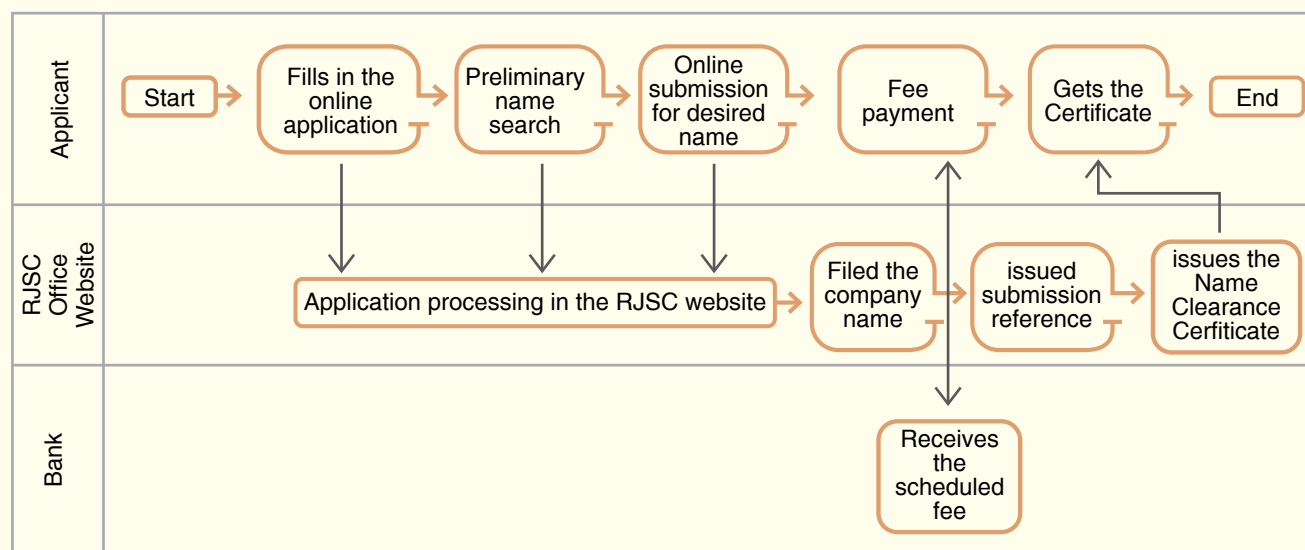 Applicant
Start
Fills in the
online
application
Preliminary
name
search
Online
submission
for desired
name
Fee
payment
Gets the
Certificate
End
RJSC
Office
Website
Application processing in the RJSC website
Filed the
company
name
issued
submission
reference
issues the
Name
Clearance
Cerfiticate
Bank
Receives
the
scheduled
fee